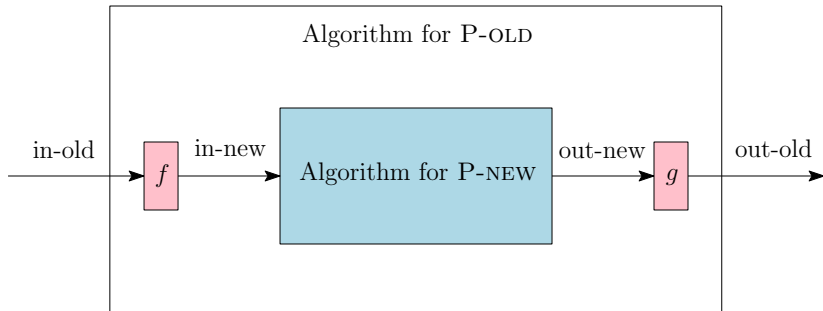 Algorithm for P-OLD
in-old
f
in-new
Algorithm for P-NEW
out-new
g
out-old